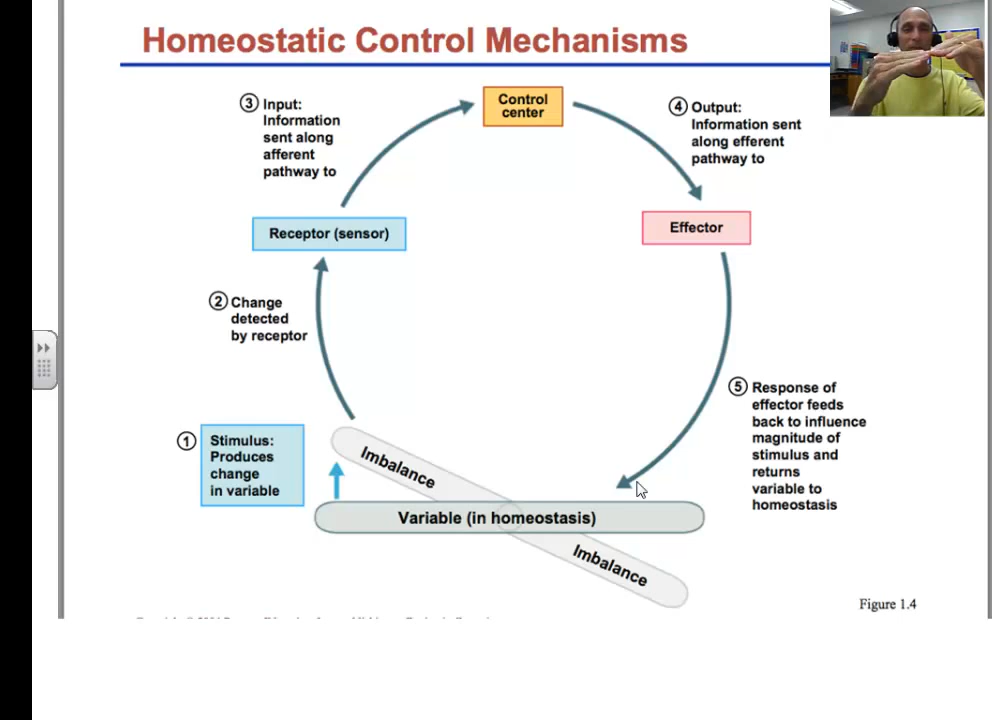 Homeostatic Control Mechanisms
③ Input:
Information
sent along
afferent
pathway to
Control
center
④ Output:
Information sent
along efferent
pathway to
Receptor (sensor)
Effector
② Change
detected
by receptor
① Stimulus:
Produces
change
in variable
Imbalance
Variable (in homeostasis)
Imbalance
⑤ Response of
effector feeds
back to influence
magnitude of
stimulus and
returns
variable to
homeostasis
Figure 1.4